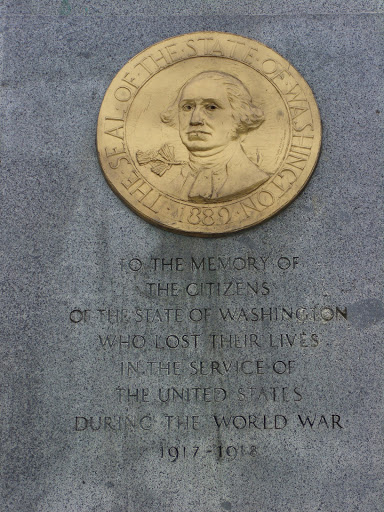 THE SEAL OF THE STATE OF WASHINGTON
1889
TO THE MEMORY OF
THE CITIZENS
OF THE STATE OF WASHINGTON
WHO LOST THEIR LIVES
IN THE SERVICE OF
THE UNITED STATES
DURING THE WORLD WAR
1917-1918